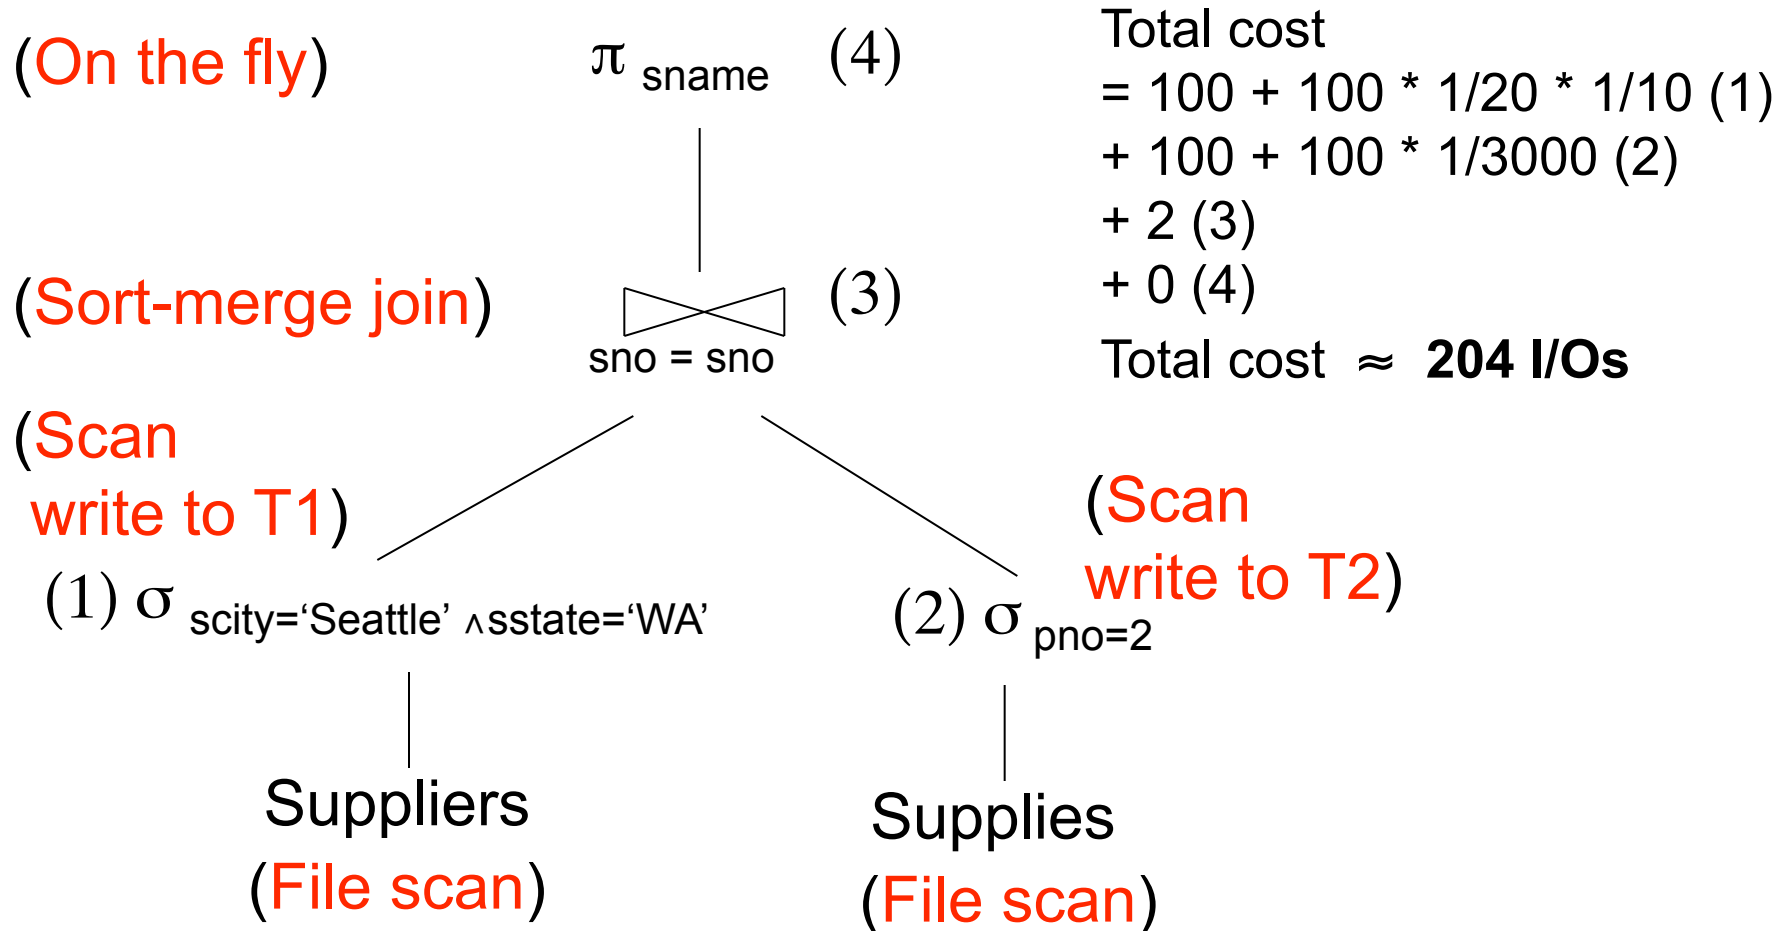 (On the fly)
π sname (4)
Total cost
= 100 + 100 * 1/20 * 1/10 (1)
+ 100 + 100 * 1/3000 (2)
+ 2 (3)
+ 0 (4)
Total cost ≈ 204 I/Os
(Sort-merge join)
(3)
sno = sno
(Scan
write to T1)
(Scan
write to T2)
(1) σ scity=‘Seattle’ ∧sstate=‘WA’
(2) σ pno=2
Suppliers
(File scan)
Supplies
(File scan)